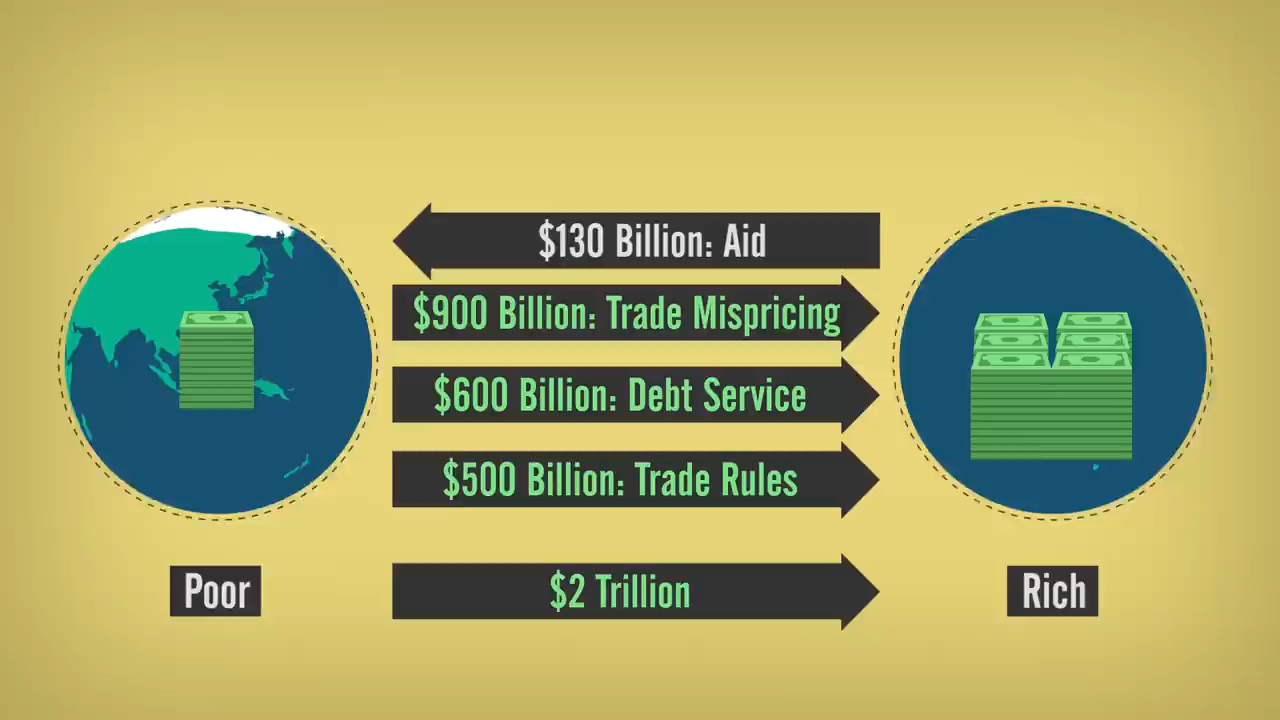 $130 Billion: Aid
$900 Billion: Trade Mispricing
$600 Billion: Debt Service
$500 Billion: Trade Rules
Poor
$2 Trillion
Rich